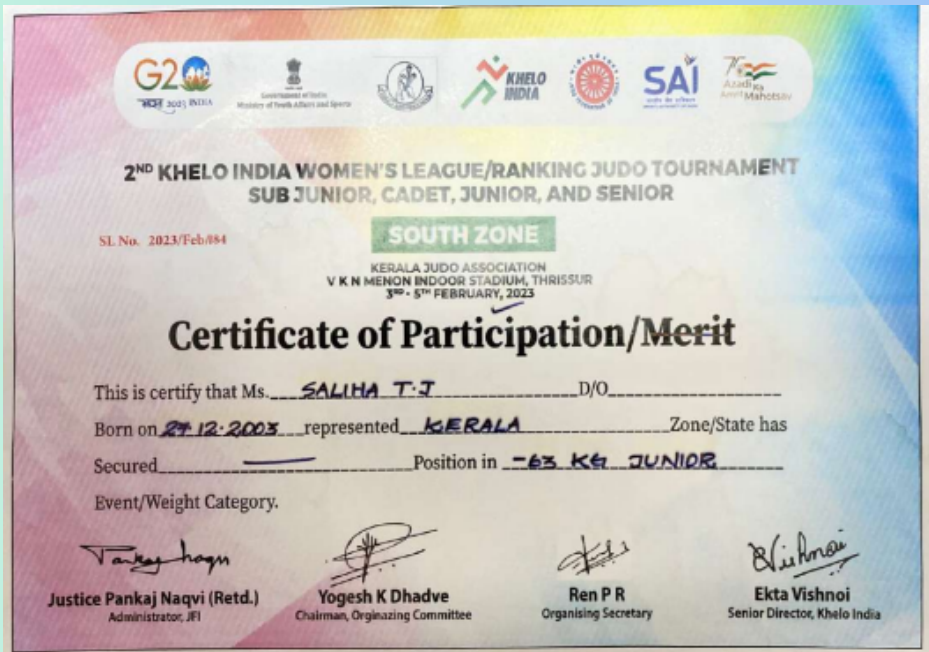 G20
भारत 2023 INDIA
Government of India
Ministry of Youth Affairs and Sports
KHELO
INDIA
SAI
Azadi Ka
Amrit Mahotsav
2ND KHELO INDIA WOMEN'S LEAGUE/RANKING JUDO TOURNAMENT
SUB JUNIOR, CADET, JUNIOR, AND SENIOR
SL No. 2023/Feb/184
SOUTH ZONE
KERALA JUDO ASSOCIATION
V K N MENON INDOOR STADIUM, THRISSUR
3RD - 5TH FEBRUARY, 2023
Certificate of Participation/Merit
This is certify that Ms. SALIHA T.J D/O
Born on 12.2003 represented KERALA Zone/State has
Secured Position in -63 KG JUNIOR
Event/Weight Category.
Justice Pankaj Naqvi (Retd.) Yogesh K Dhadve Ren P R Ekta Vishnoi
Administrator, JFI Chairman, Orginazing Committee Organising Secretary Senior Director, Khelo India